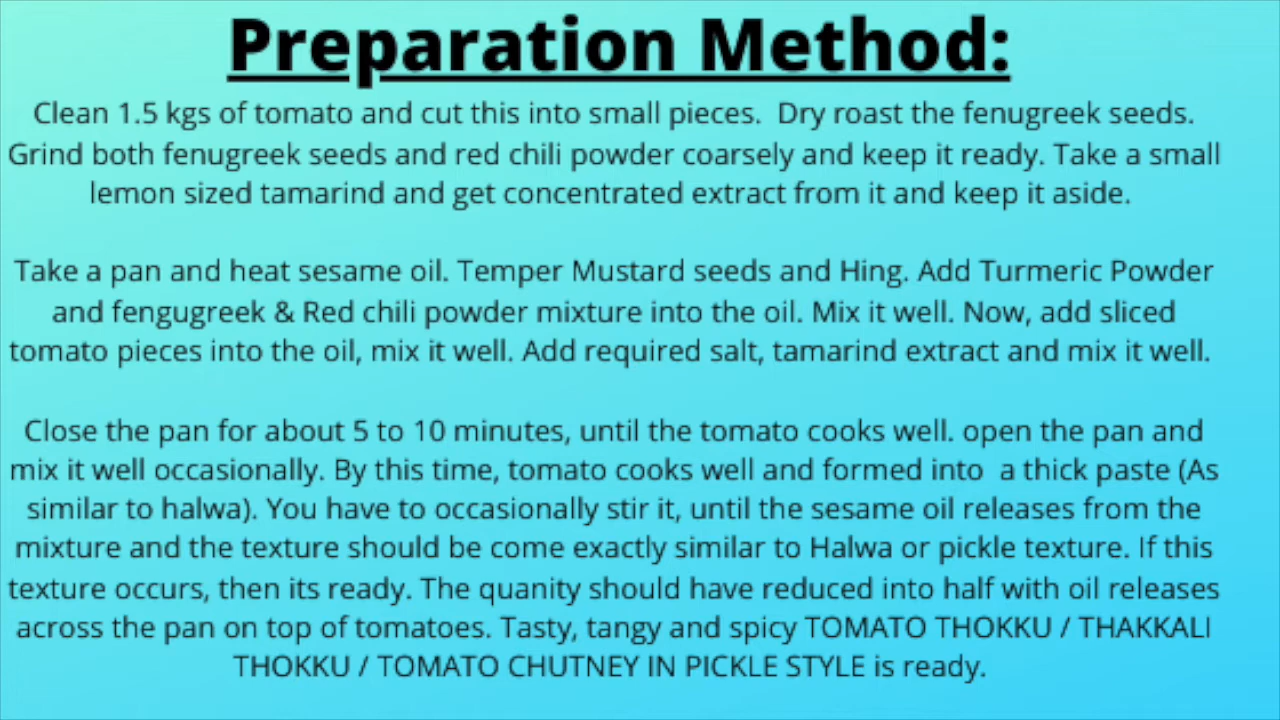 Preparation Method:
Clean 1.5 kgs of tomato and cut this into small pieces.  Dry roast the fenugreek seeds.
Grind both fenugreek seeds and red chili powder coarsely and keep it ready. Take a small
lemon sized tamarind and get concentrated extract from it and keep it aside.
Take a pan and heat sesame oil. Temper Mustard seeds and Hing. Add Turmeric Powder
and fengugreek & Red chili powder mixture into the oil. Mix it well. Now, add sliced
tomato pieces into the oil, mix it well. Add required salt, tamarind extract and mix it well.
Close the pan for about 5 to 10 minutes, until the tomato cooks well. open the pan and
mix it well occasionally. By this time, tomato cooks well and formed into  a thick paste (As
similar to halwa). You have to occasionally stir it, until the sesame oil releases from the
mixture and the texture should be come exactly similar to Halwa or pickle texture. If this
texture occurs, then its ready. The quanity should have reduced into half with oil releases
across the pan on top of tomatoes. Tasty, tangy and spicy TOMATO THOKKU / THAKKALI
THOKKU / TOMATO CHUTNEY IN PICKLE STYLE is ready.